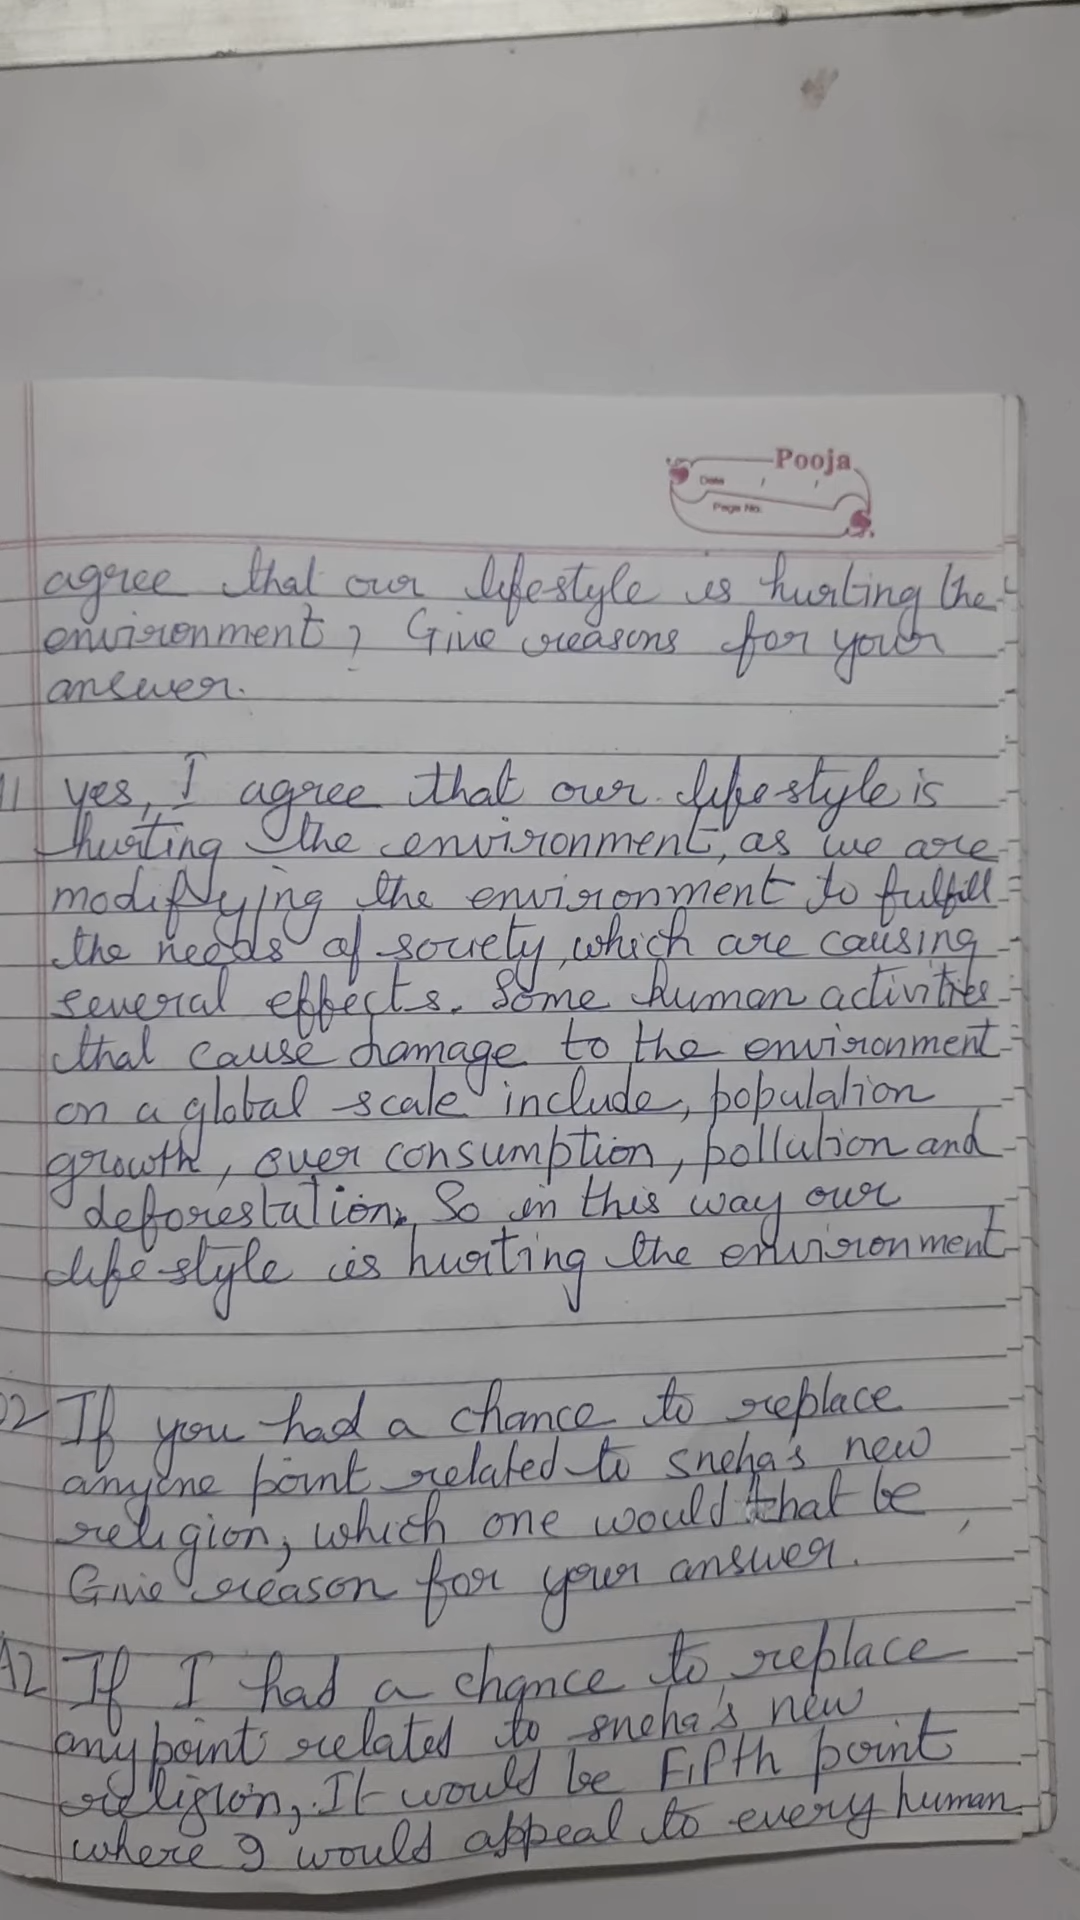 Pooja
Date / /
Page No.
agree that our lifestyle is hurting the
environment? Give reasons for your
answer.
yes, I agree that our lifestyle is
hurting the environment, as we are
modifying the environment to fulfill
the needs of society, which are causing
several effects. Some human activities
that cause damage to the environment
on a global scale include, population
growth, over consumption, pollution and
deforestation. So in this way our
life style is hurting the environment
Q2 If you had a chance to replace
anyone point related to sneha's new
religion, which one would that be,
Give reason for your answer.
A2 If I had a chance to replace
any point related to sneha's new
religion, It would be Fifth point
where I would appeal to every human